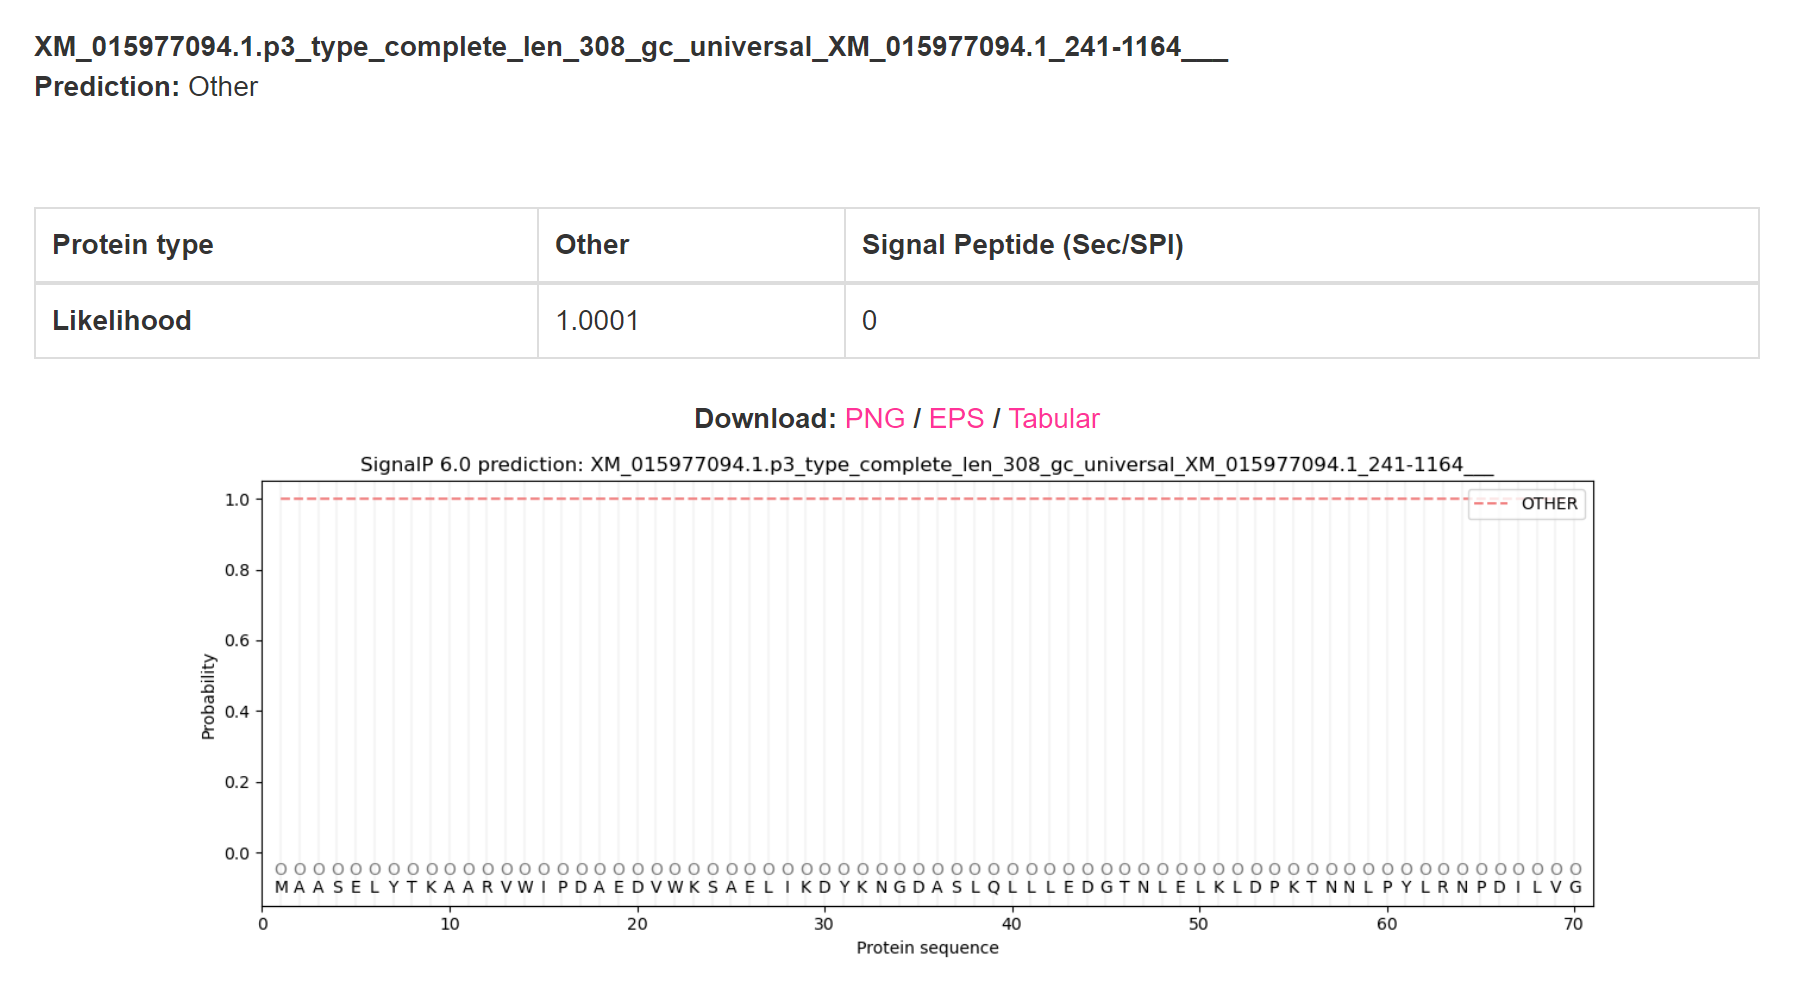 XM_015977094.1.p3_type_complete_len_308_gc_universal_XM_015977094.1_241-1164___
Prediction: Other
Protein type Other Signal Peptide (Sec/SPI)
Likelihood 1.0001 0
Download: PNG / EPS / Tabular
SignalP 6.0 prediction: XM_015977094.1.p3_type_complete_len_308_gc_universal_XM_015977094.1_241-1164___
OTHER
1.0
0.8
0.6
0.4
0.2
0.0
Probability
O O O O O O O O O O O O O O O O O O O O O O O O O O O O O O O O O O O O O O O O O O O O O O O O O O O O O O O O O O O O O O O O O O O O O O
M A A S E L Y T K A A R V W I P D A E D V W K S A E L I K D Y K N G D A S L Q L L L E D G T N L E L K L D P K T N N L P Y L R N P D I L V G
0 10 20 30 40 50 60 70
Protein sequence